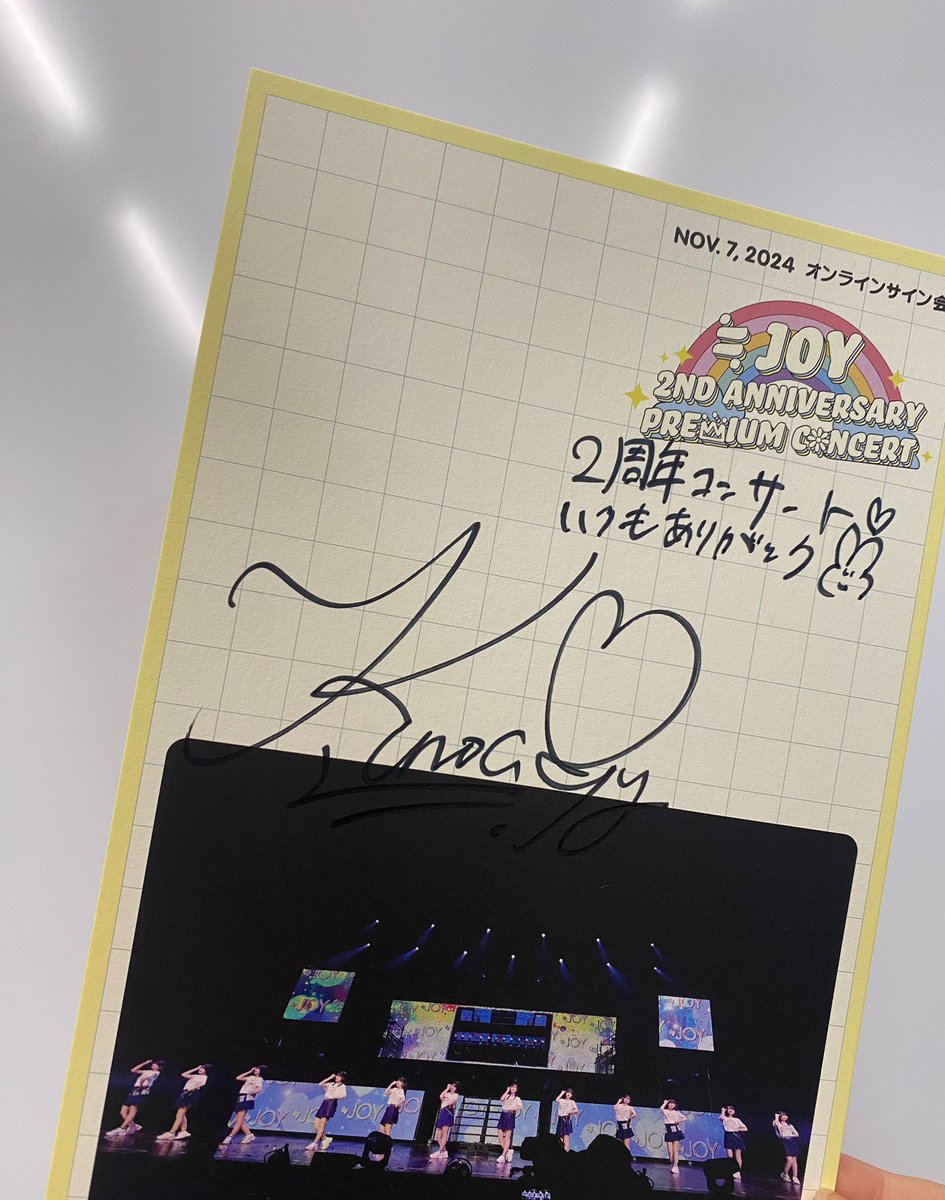 NOV. 7, 2024 オンラインサイン会
≒JOY
2ND ANNIVERSARY
PREMIUM CONCERT
2周年コンサート♡
いつもありがとう
JOY JOY JOY